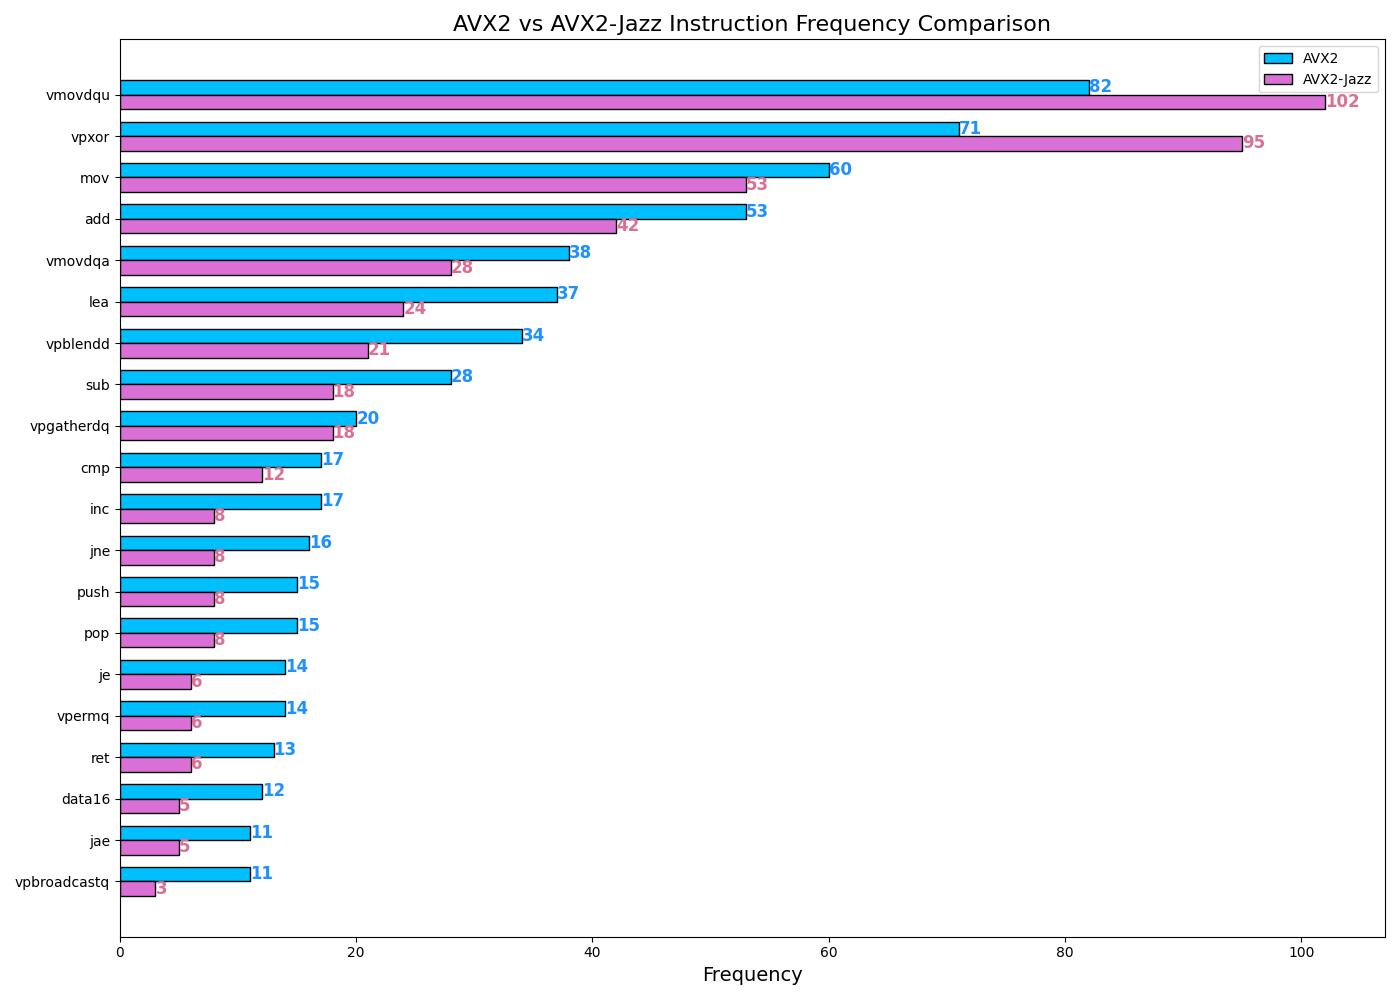 AVX2 vs AVX2-Jazz Instruction Frequency Comparison
AVX2
AVX2-Jazz
vmovdqu 82
102
vpxor 71
95
mov 60
53
add 53
42
vmovdqa 38
28
lea 37
24
vpblendd 34
21
sub 28
18
vpgatherdq 20
18
cmp 17
12
inc 17
8
jne 16
8
push 15
8
pop 15
8
je 14
6
vpermq 14
6
ret 13
6
data16 12
5
jae 11
5
vpbroadcastq 11
3
0 20 40 60 80 100
Frequency